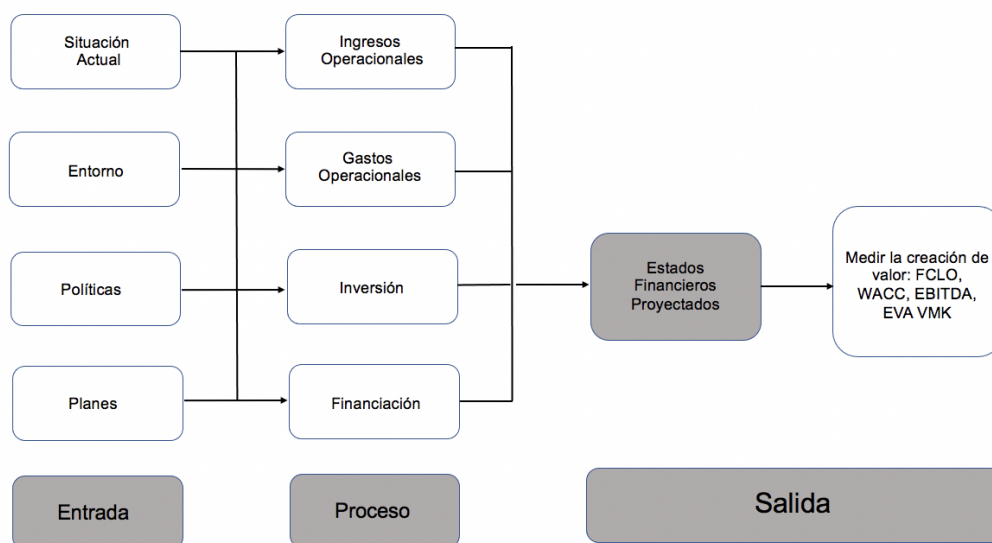 Situación
Actual
Ingresos
Operacionales
Entorno
Gastos
Operacionales
Políticas
Inversión
Estados
Financieros
Proyectados
Medir la creación de
valor: FCLO,
WACC, EBITDA,
EVA VMK
Planes
Financiación
Entrada
Proceso
Salida